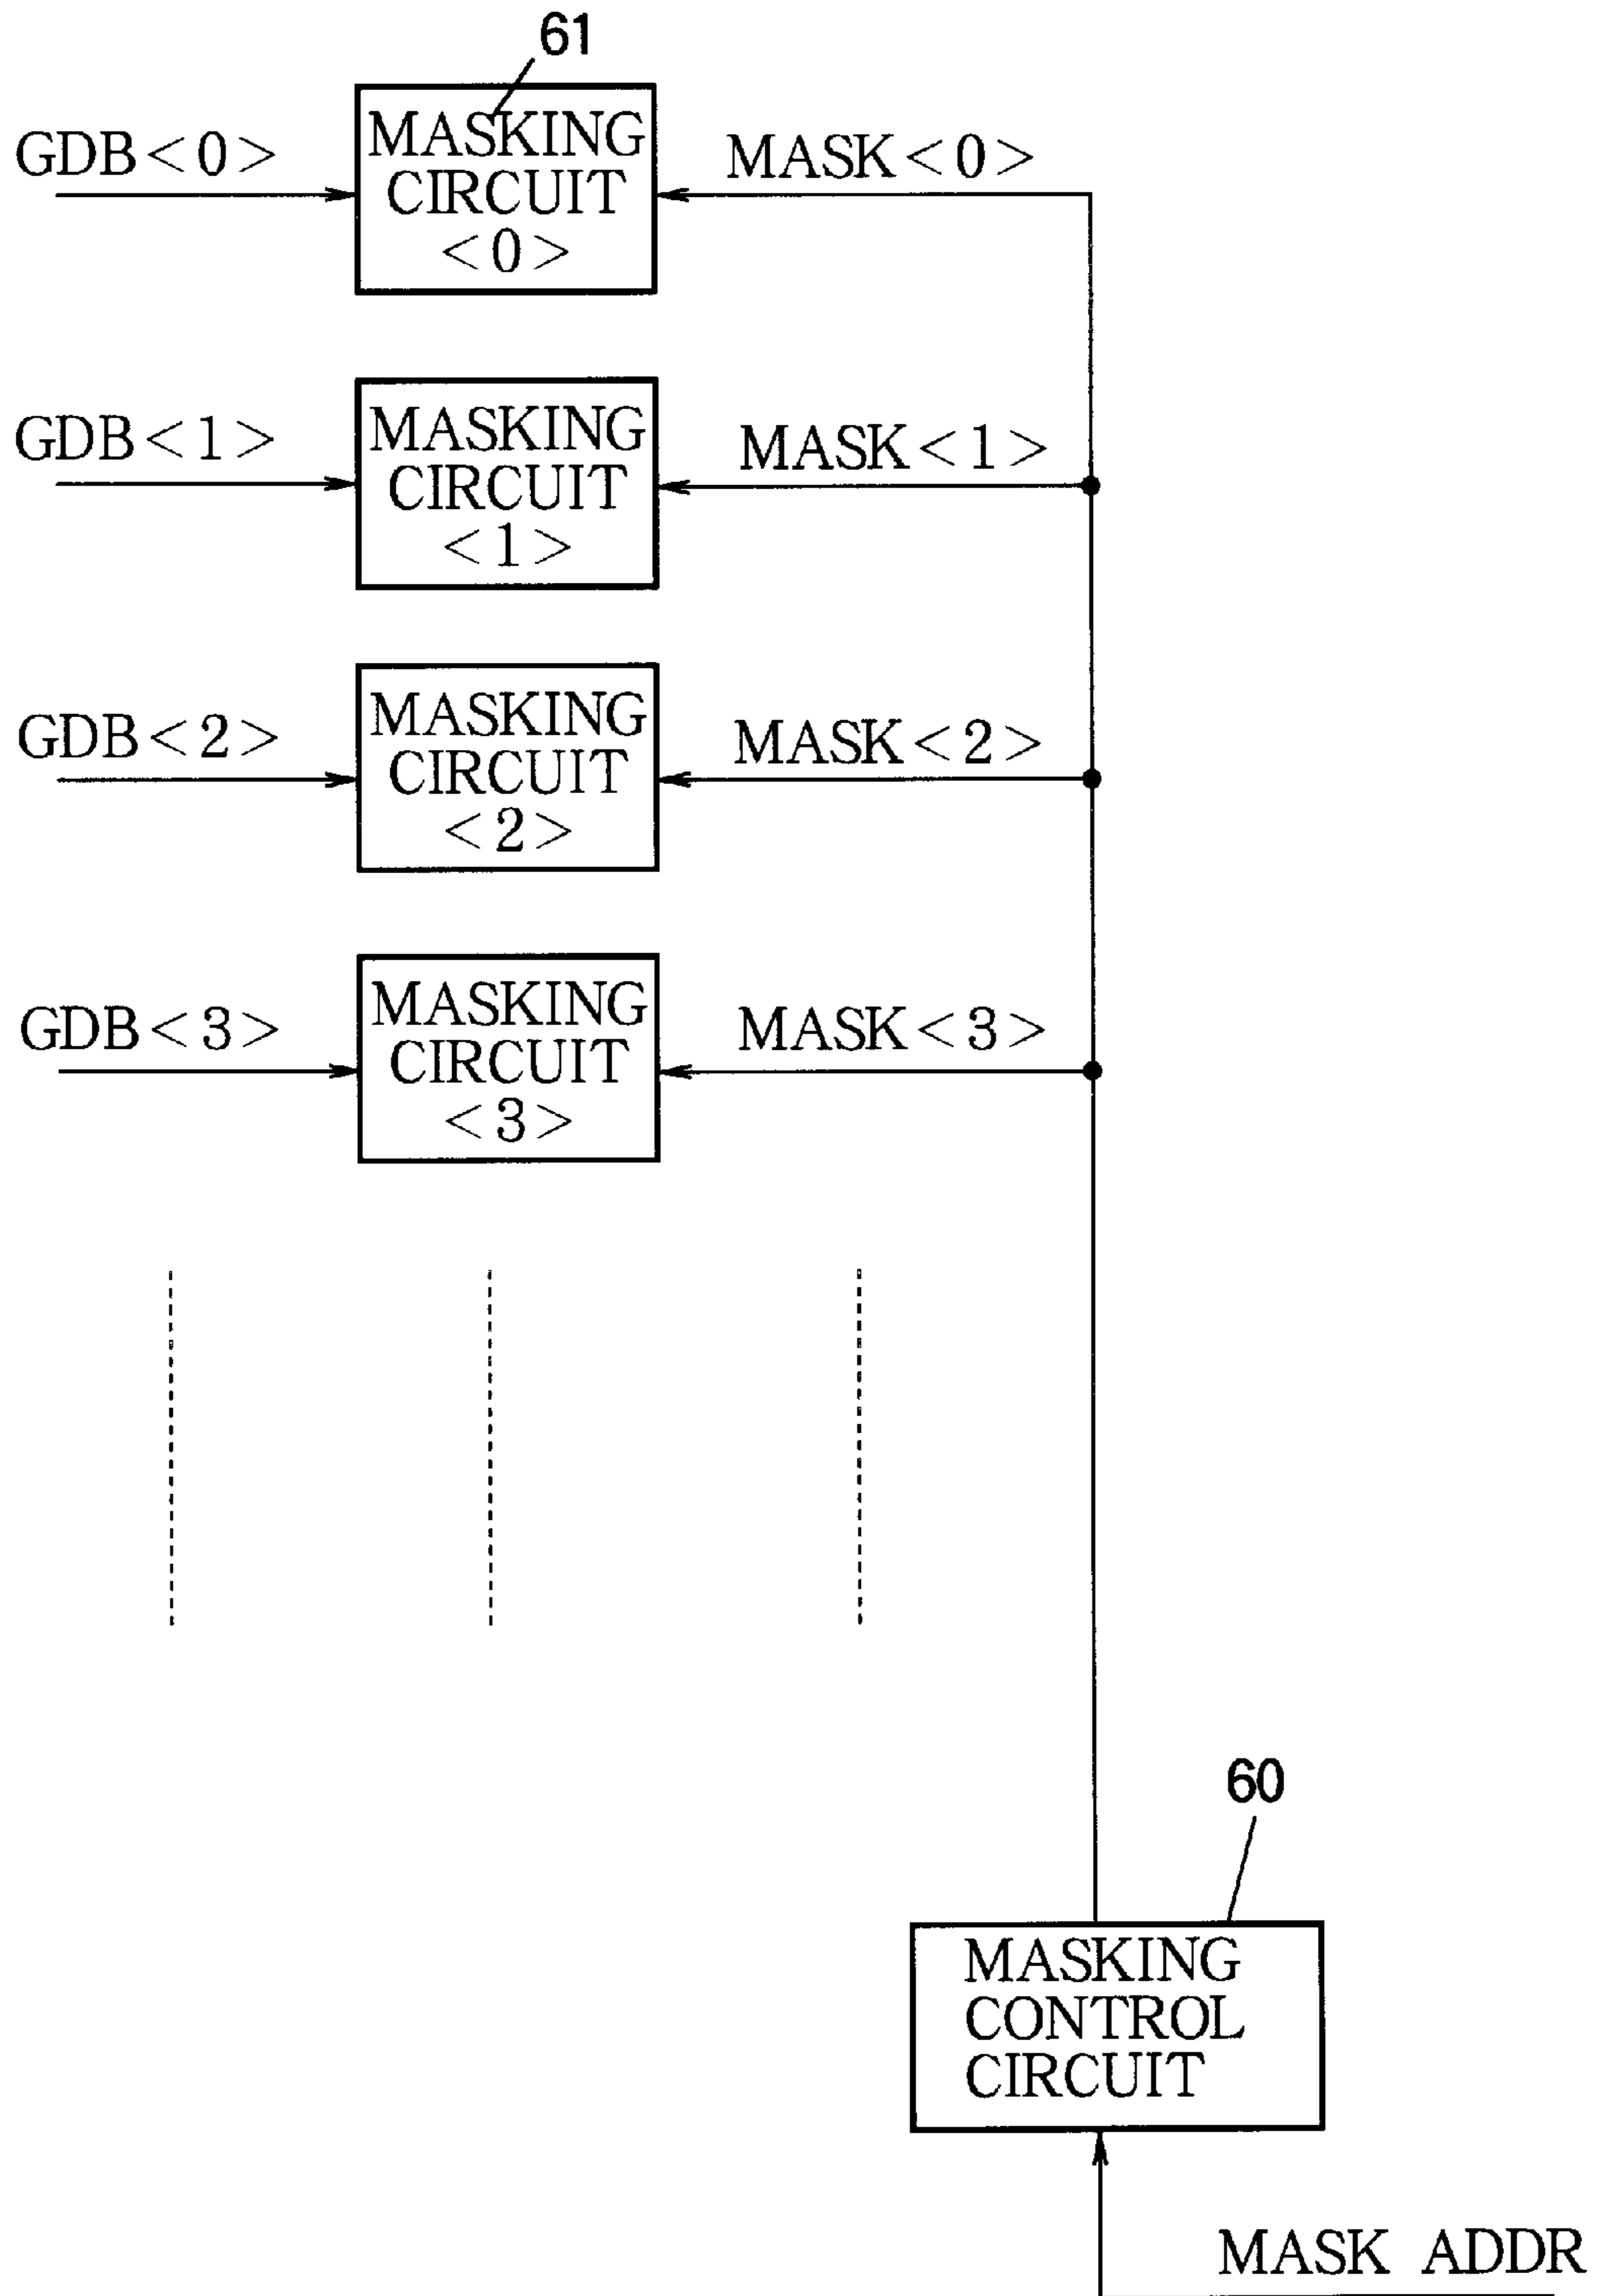 61
GDB<0>
MASKING
CIRCUIT
<0>
MASK<0>
GDB<1>
MASKING
CIRCUIT
<1>
MASK<1>
GDB<2>
MASKING
CIRCUIT
<2>
MASK<2>
GDB<3>
MASKING
CIRCUIT
<3>
MASK<3>
60
MASKING
CONTROL
CIRCUIT
MASK ADDR